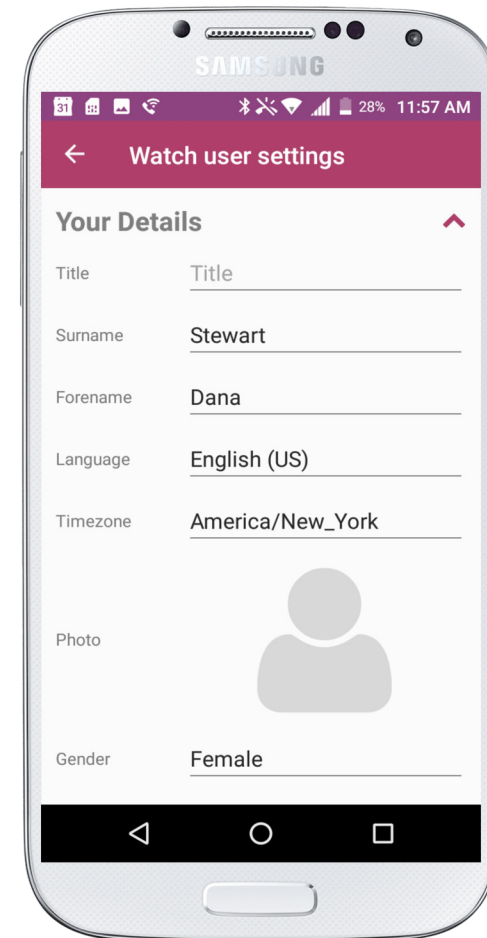 SAMSUNG
31 28% 11:57 AM
Watch user settings
Your Details
Title Title
Surname Stewart
Forename Dana
Language English (US)
Timezone America/New_York
Photo
Gender Female